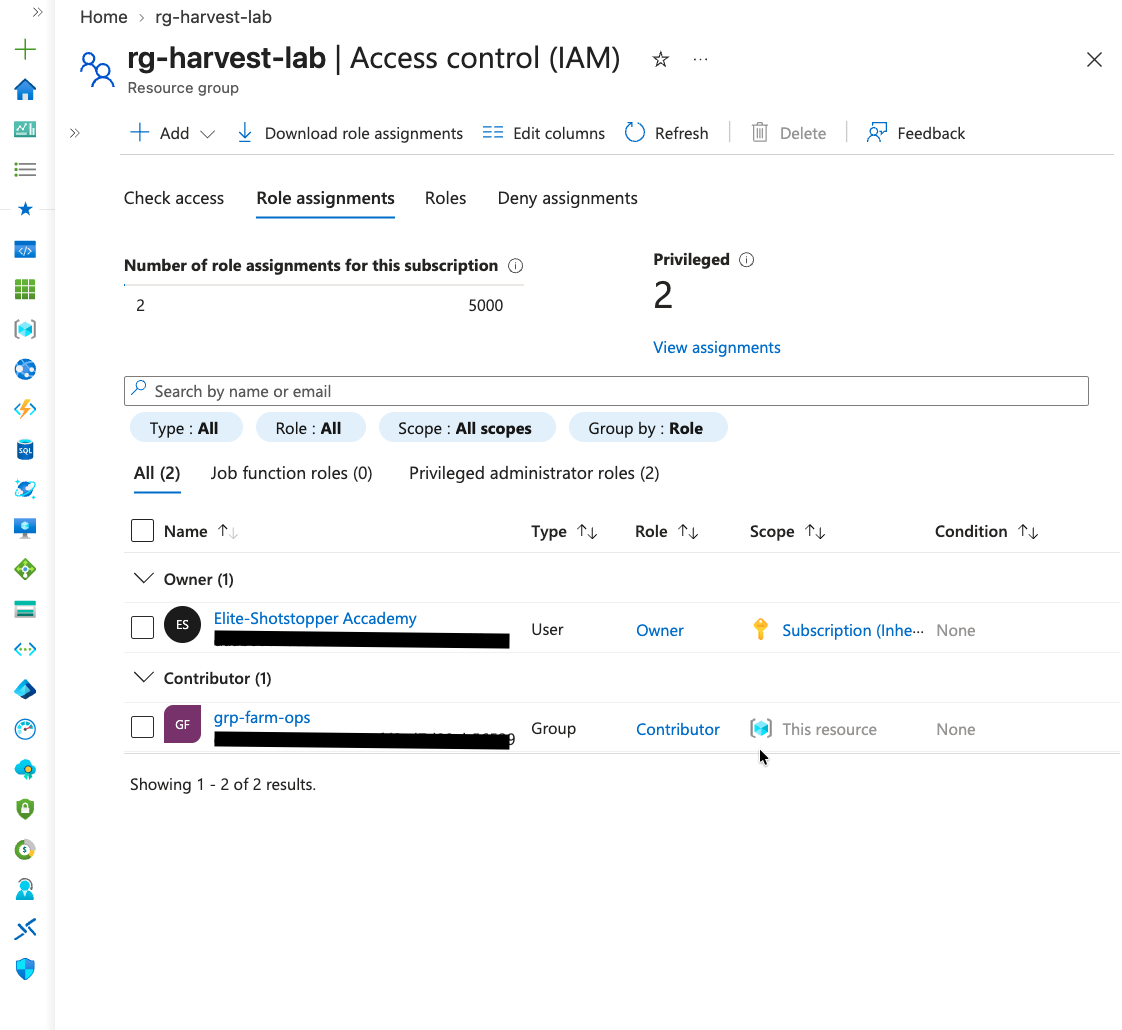 Home › rg-harvest-lab
rg-harvest-lab | Access control (IAM)
Resource group
Add
Download role assignments
Edit columns
Refresh
Delete
Feedback
Check access
Role assignments
Roles
Deny assignments
Number of role assignments for this subscription
2
5000
Privileged
2
View assignments
Search by name or email
Type : All
Role : All
Scope : All scopes
Group by : Role
All (2)
Job function roles (0)
Privileged administrator roles (2)
Name
Type
Role
Scope
Condition
Owner (1)
ES
Elite-Shotstopper Accademy
User
Owner
Subscription (Inhe···
None
Contributor (1)
GF
grp-farm-ops
Group
Contributor
This resource
None
Showing 1 - 2 of 2 results.